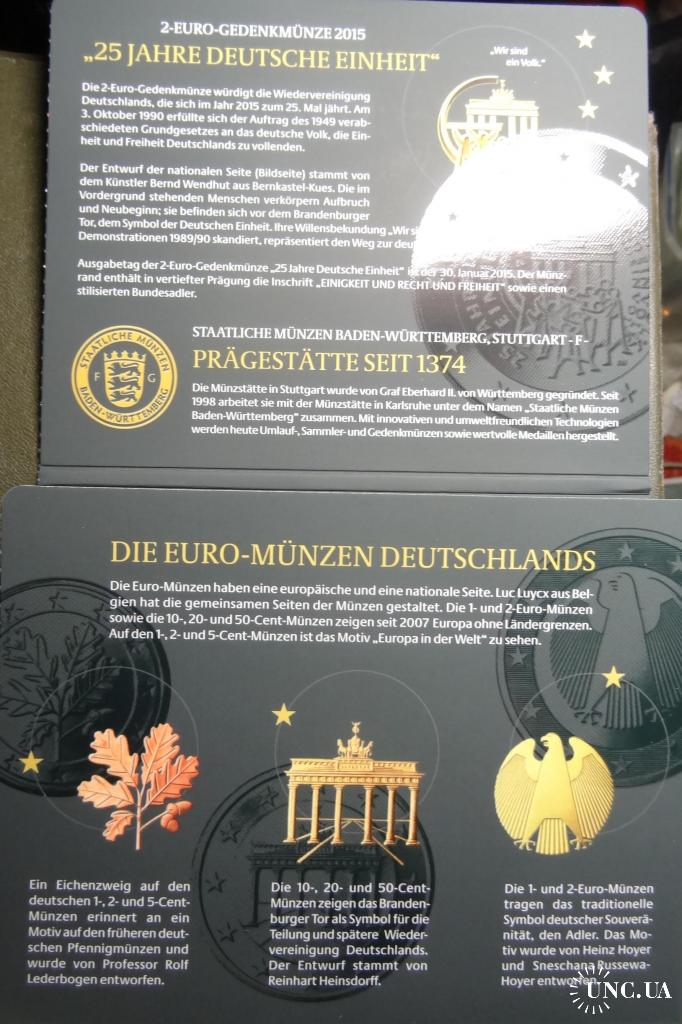 2-EURO-GEDENKMÜNZE 2015
„25 JAHRE DEUTSCHE EINHEIT“
„Wir sind
ein Volk.“
Die 2-Euro-Gedenkmünze würdigt die Wiedervereinigung
Deutschlands, die sich im Jahr 2015 zum 25. Mal jährt. Am
3. Oktober 1990 erfüllte sich der Auftrag des 1949 verab-
schiedeten Grundgesetzes an das deutsche Volk, die Ein-
heit und Freiheit Deutschlands zu vollenden.
Der Entwurf der nationalen Seite (Bildseite) stammt von
dem Künstler Bernd Wendhut aus Bernkastel-Kues. Die im
Vordergrund stehenden Menschen verkörpern Aufbruch
und Neubeginn; sie befinden sich vor dem Brandenburger
Tor, dem Symbol der Deutschen Einheit. Ihre Willensbekundung „Wir
Demonstrationen 1989/90 skandiert, repräsentiert den Weg zur
Ausgabetag der 2-Euro-Gedenkmünze „25 Jahre Deutsche Einheit“ ist der 30. Januar 2015. Der Münz-
rand enthält in vertiefter Prägung die Inschrift „EINIGKEIT UND RECHT UND FREIHEIT“ sowie einen
stilisierten Bundesadler.
STAATLICHE MÜNZEN
F G
BADEN-WÜRTTEMBERG
STAATLICHE MÜNZEN BADEN-WÜRTTEMBERG, STUTTGART - F -
PRÄGESTÄTTE SEIT 1374
Die Münzstätte in Stuttgart wurde von Graf Eberhard II. von Württemberg gegründet. Seit
1998 arbeitet sie mit der Münzstätte in Karlsruhe unter dem Namen „Staatliche Münzen
Baden-Württemberg“ zusammen. Mit innovativen und umweltfreundlichen Technologien
werden heute Umlauf-, Sammler- und Gedenkmünzen sowie wertvolle Medaillen hergestellt.
DIE EURO-MÜNZEN DEUTSCHLANDS
Die Euro-Münzen haben eine europäische und eine nationale Seite. Luc Luycx aus Bel-
gien hat die gemeinsamen Seiten der Münzen gestaltet. Die 1- und 2-Euro-Münzen
sowie die 10-, 20- und 50-Cent-Münzen zeigen seit 2007 Europa ohne Ländergrenzen.
Auf den 1-, 2- und 5-Cent-Münzen ist das Motiv „Europa in der Welt“ zu sehen.
Ein Eichenzweig auf den
deutschen 1-, 2- und 5-Cent-
Münzen erinnert an ein
Motiv auf den früheren deut-
schen Pfennigmünzen und
wurde von Professor Rolf
Lederbogen entworfen.
Die 10-, 20- und 50-Cent-
Münzen zeigen das Branden-
burger Tor als Symbol für die
Teilung und spätere Wieder-
vereinigung Deutschlands.
Der Entwurf stammt von
Reinhart Heinsdorff.
Die 1- und 2-Euro-Münzen
tragen das traditionelle
Symbol deutscher Souverä-
nität, den Adler. Das Mo-
tiv wurde von Heinz Hoyer
und Sneschana Russewa-
Hoyer entworfen.
UNC.UA